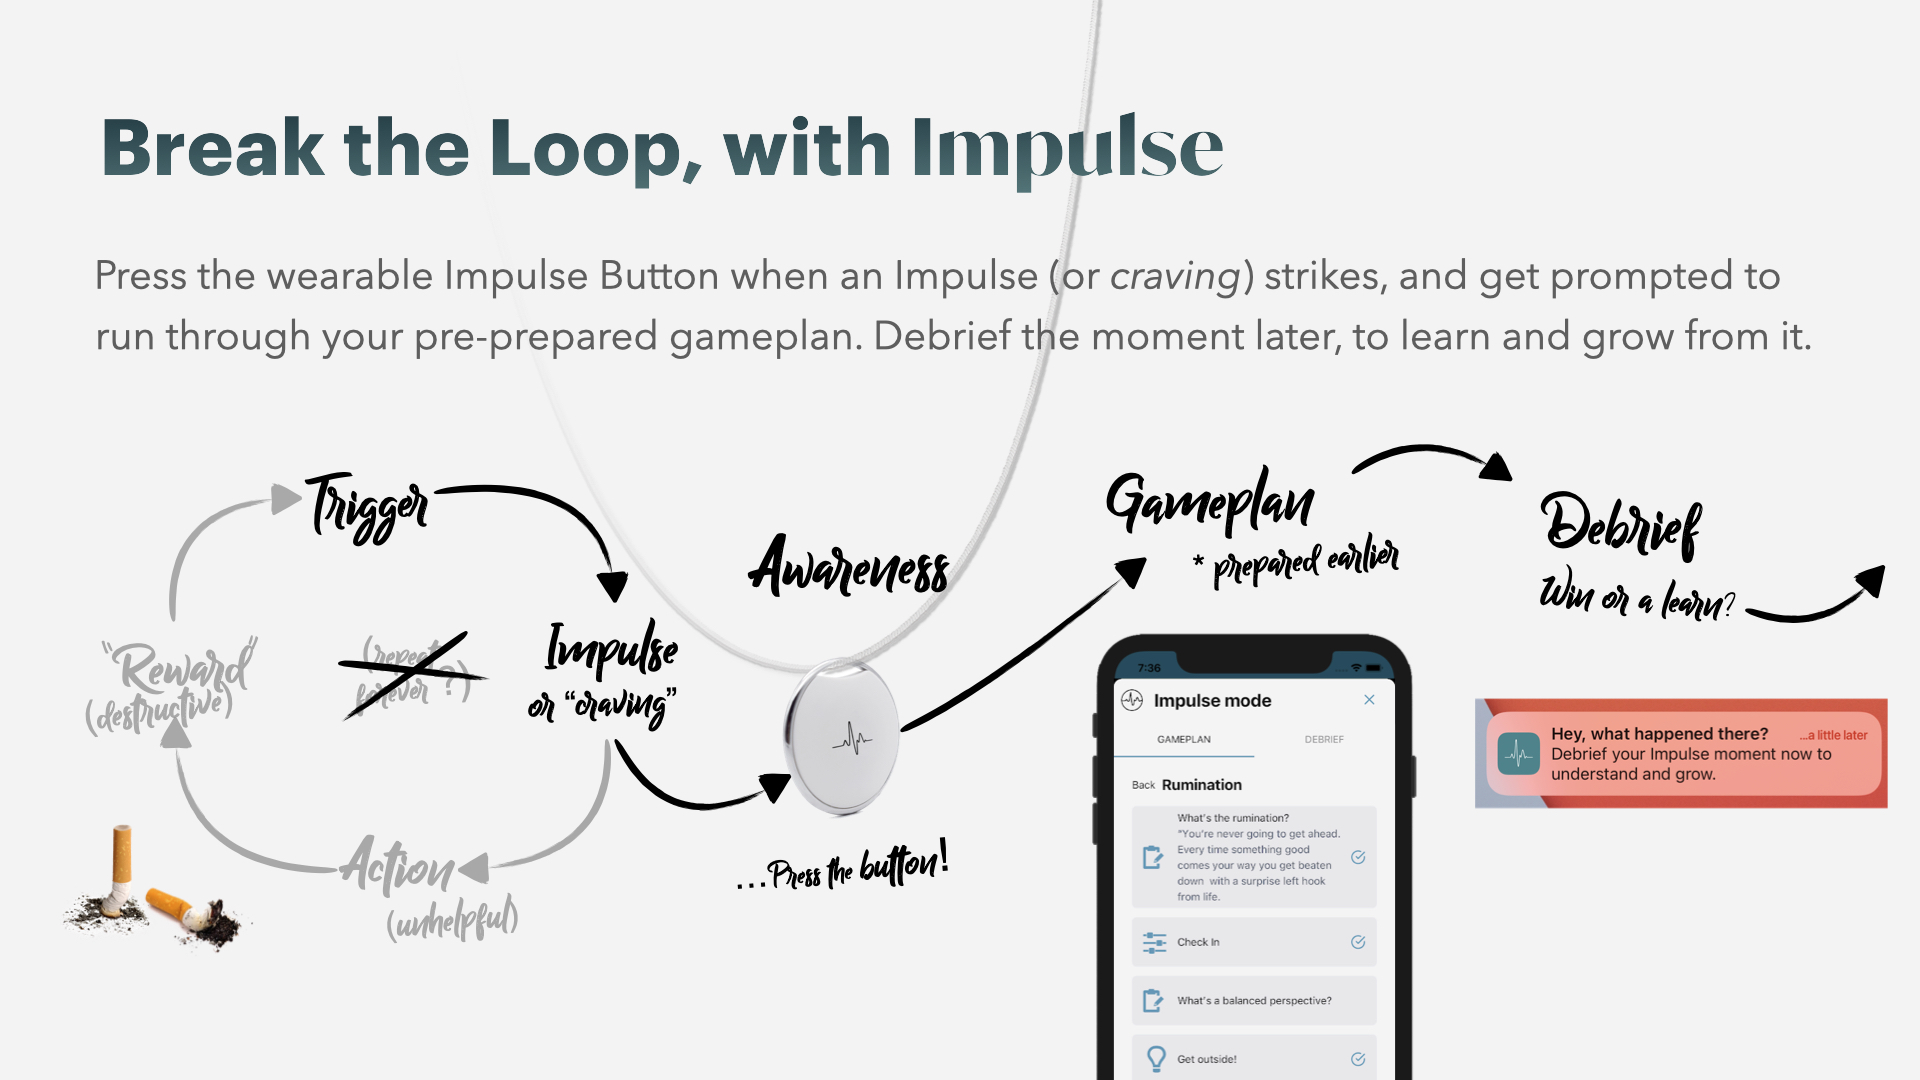 Break the Loop, with Impulse
Press the wearable Impulse Button when an Impulse (or craving) strikes, and get prompted to
run through your pre-prepared gameplan. Debrief the moment later, to learn and grow from it.
Trigger
Impulse
or “craving”
(repeat
forever ?)
"Reward"
(destructive)
Action
(unhelpful)
Awareness
...Press the button!
Gameplan
* prepared earlier
Debrief
Win or a learn?
7:36
Impulse mode
GAMEPLAN
DEBRIEF
Back Rumination
What's the rumination?
"You're never going to get ahead.
Every time something good
comes your way you get beaten
down with a surprise left hook
from life.
Check In
What's a balanced perspective?
Get outside!
Hey, what happened there? ...a little later
Debrief your Impulse moment now to
understand and grow.